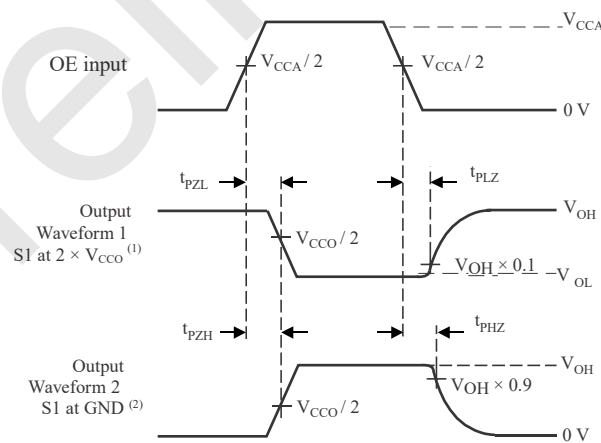 V_CCA
OE input
V_CCA / 2
V_CCA / 2
0 V
t_PZL
t_PLZ
Output
Waveform 1
S1 at 2 × V_CCO (1)
V_CCO / 2
V_OH
V_OH × 0.1
V_OL
t_PZH
t_PHZ
Output
Waveform 2
S1 at GND (2)
V_CCO / 2
V_OH
V_OH × 0.9
0 V